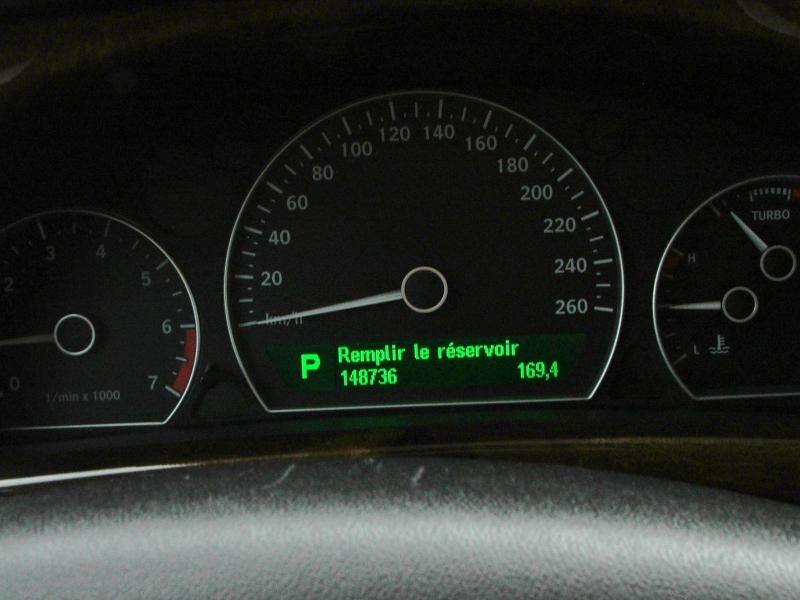 120 140
100 160
80 180
60 200
40 220
20 240
km/h 260
3 4
2 5
6
0 7
1/min x 1000
TURBO
H
L
P Remplir le réservoir
148736 169,4